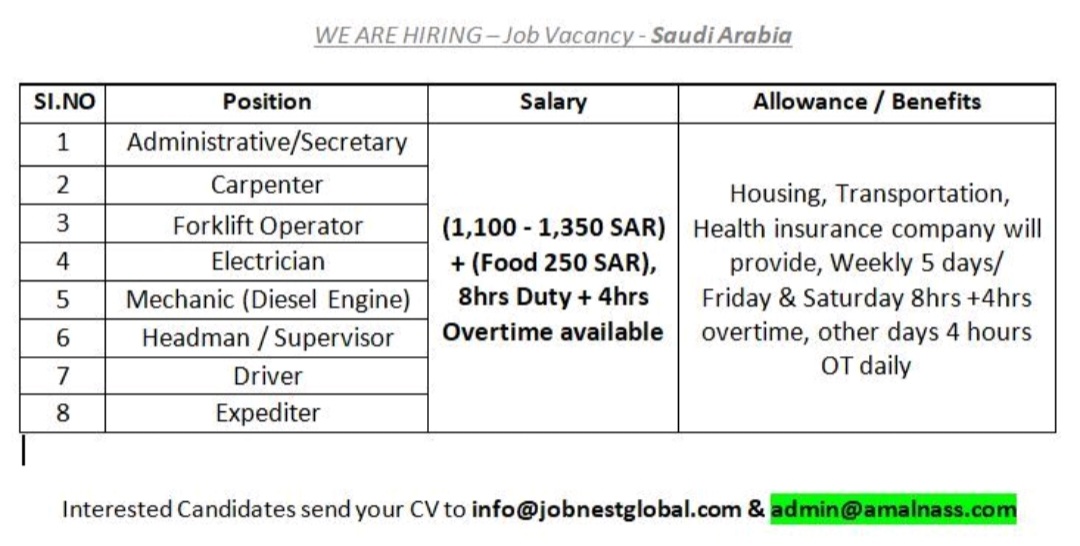 WE ARE HIRING – Job Vacancy - Saudi Arabia
SI.NO Position Salary Allowance / Benefits
1 Administrative/Secretary
2 Carpenter
3 Forklift Operator
4 Electrician
5 Mechanic (Diesel Engine)
6 Headman / Supervisor
7 Driver
8 Expediter
(1,100 - 1,350 SAR)
+ (Food 250 SAR),
8hrs Duty + 4hrs
Overtime available
Housing, Transportation,
Health insurance company will
provide, Weekly 5 days/
Friday & Saturday 8hrs +4hrs
overtime, other days 4 hours
OT daily
Interested Candidates send your CV to info@jobnestglobal.com & admin@amalnass.com